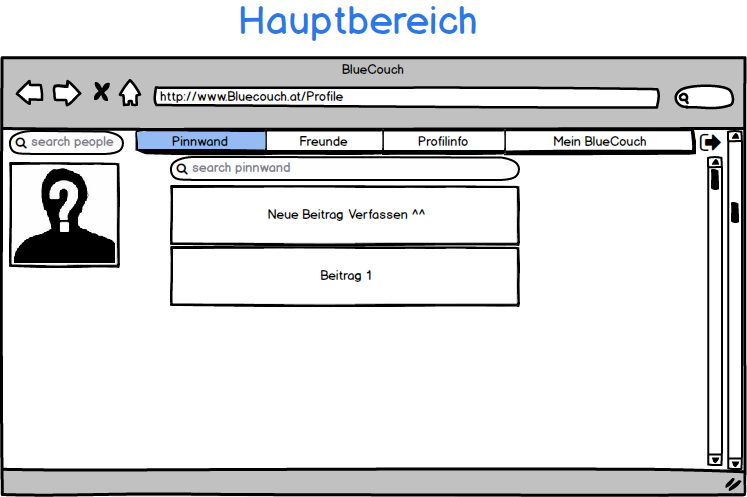 Hauptbereich
BlueCouch
http://www.Bluecouch.at/Profile
search people
Pinnwand
Freunde
Profilinfo
Mein BlueCouch
search pinnwand
?
Neue Beitrag Verfassen ^^
Beitrag 1